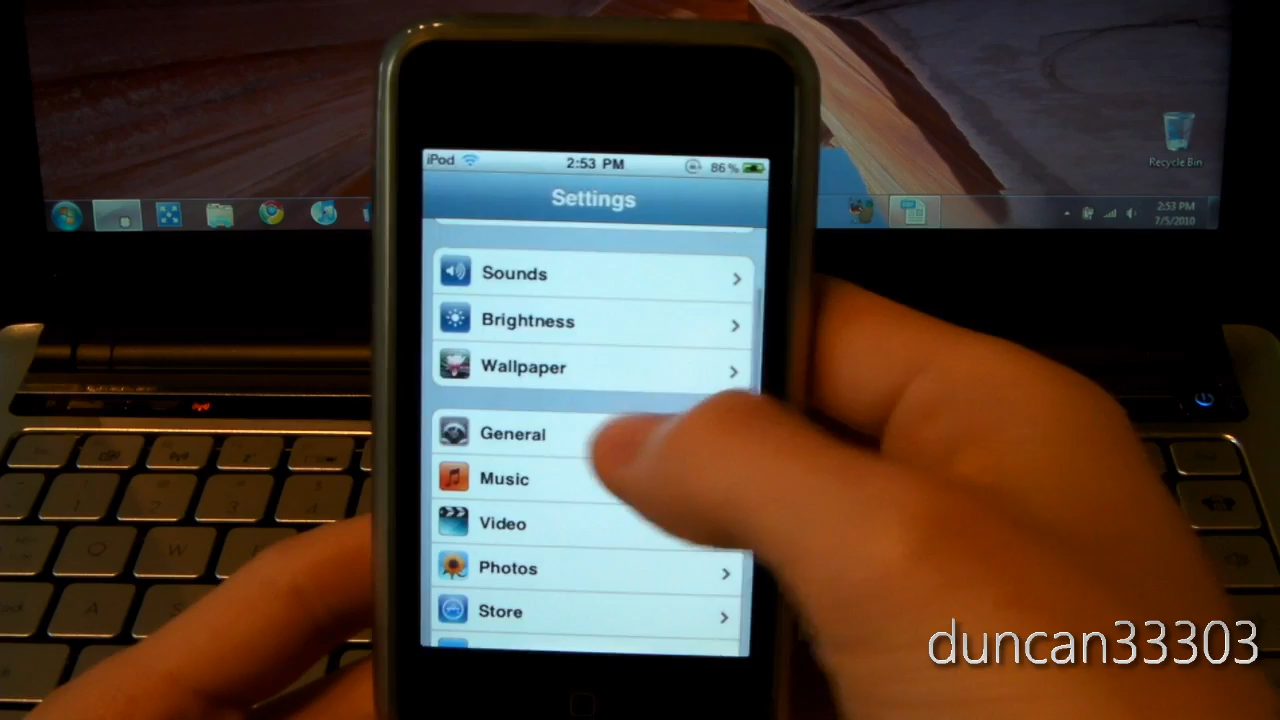 iPod 2:53 PM 86%
Settings
Sounds
Brightness
Wallpaper
General
Music
Video
Photos
Store
Recycle Bin
2:53 PM
7/5/2010
Q W
A S
duncan33303